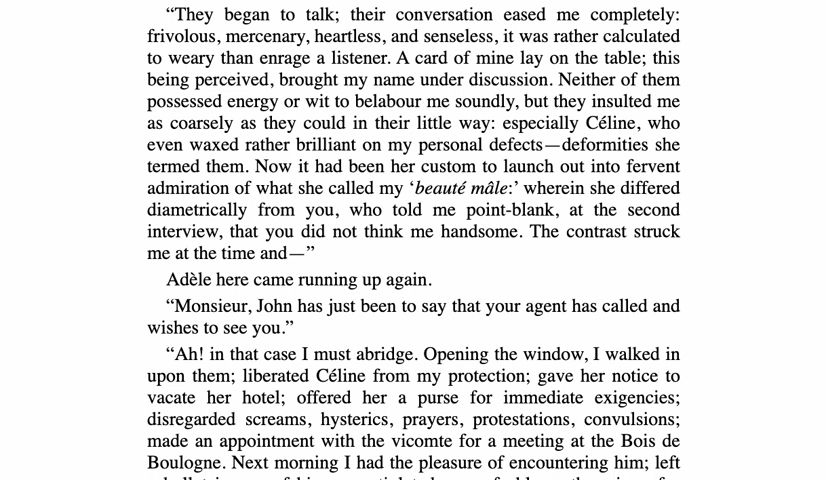 “They began to talk; their conversation eased me completely:
frivolous, mercenary, heartless, and senseless, it was rather calculated
to weary than enrage a listener. A card of mine lay on the table; this
being perceived, brought my name under discussion. Neither of them
possessed energy or wit to belabour me soundly, but they insulted me
as coarsely as they could in their little way: especially Céline, who
even waxed rather brilliant on my personal defects—deformities she
termed them. Now it had been her custom to launch out into fervent
admiration of what she called my ‘beauté mâle:’ wherein she differed
diametrically from you, who told me point-blank, at the second
interview, that you did not think me handsome. The contrast struck
me at the time and—”
Adèle here came running up again.
“Monsieur, John has just been to say that your agent has called and
wishes to see you.”
“Ah! in that case I must abridge. Opening the window, I walked in
upon them; liberated Céline from my protection; gave her notice to
vacate her hotel; offered her a purse for immediate exigencies;
disregarded screams, hysterics, prayers, protestations, convulsions;
made an appointment with the vicomte for a meeting at the Bois de
Boulogne. Next morning I had the pleasure of encountering him; left